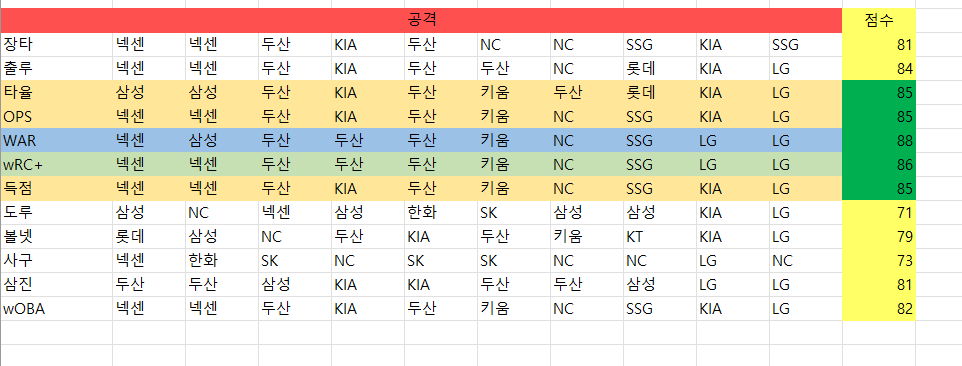 공격 점수
장타 넥센 넥센 두산 KIA 두산 NC NC SSG KIA SSG 81
출루 넥센 넥센 두산 KIA 두산 두산 NC 롯데 KIA LG 84
타율 삼성 삼성 두산 KIA 두산 키움 두산 롯데 KIA LG 85
OPS 넥센 넥센 두산 KIA 두산 키움 NC SSG KIA LG 85
WAR 넥센 삼성 두산 두산 두산 키움 NC SSG LG LG 88
wRC+ 넥센 넥센 두산 두산 두산 키움 NC SSG LG LG 86
득점 넥센 넥센 두산 KIA 두산 키움 NC SSG KIA LG 85
도루 삼성 NC 넥센 삼성 한화 SK 삼성 삼성 KIA LG 71
볼넷 롯데 삼성 NC 두산 KIA 두산 키움 KT KIA LG 79
사구 넥센 한화 SK NC SK SK NC NC LG NC 73
삼진 두산 두산 삼성 KIA KIA 두산 두산 삼성 LG LG 81
wOBA 넥센 넥센 두산 KIA 두산 키움 NC SSG KIA LG 82